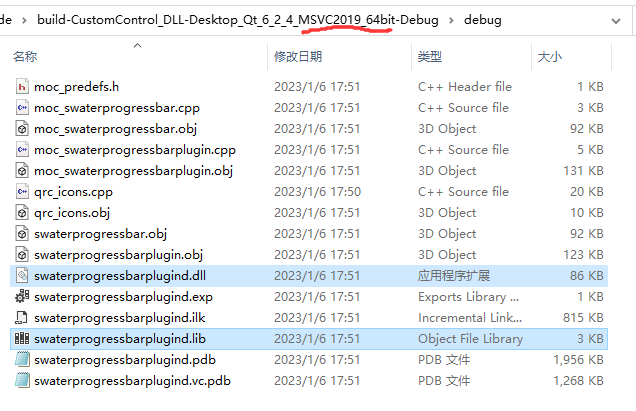 de › build-CustomControl_DLL-Desktop_Qt_6_2_4_MSVC2019_64bit-Debug › debug
名称 修改日期 类型 大小
moc_predefs.h 2023/1/6 17:51 C++ Header file 1 KB
moc_swaterprogressbar.cpp 2023/1/6 17:51 C++ Source file 3 KB
moc_swaterprogressbar.obj 2023/1/6 17:51 3D Object 92 KB
moc_swaterprogressbarplugin.cpp 2023/1/6 17:51 C++ Source file 5 KB
moc_swaterprogressbarplugin.obj 2023/1/6 17:51 3D Object 131 KB
qrc_icons.cpp 2023/1/6 17:50 C++ Source file 20 KB
qrc_icons.obj 2023/1/6 17:51 3D Object 10 KB
swaterprogressbar.obj 2023/1/6 17:51 3D Object 92 KB
swaterprogressbarplugin.obj 2023/1/6 17:51 3D Object 123 KB
swaterprogressbarplugind.dll 2023/1/6 17:51 应用程序扩展 86 KB
swaterprogressbarplugind.exp 2023/1/6 17:51 Exports Library ... 1 KB
swaterprogressbarplugind.ilk 2023/1/6 17:51 Incremental Link... 815 KB
swaterprogressbarplugind.lib 2023/1/6 17:51 Object File Library 3 KB
swaterprogressbarplugind.pdb 2023/1/6 17:51 PDB 文件 1,956 KB
swaterprogressbarplugind.vc.pdb 2023/1/6 17:51 PDB 文件 1,268 KB